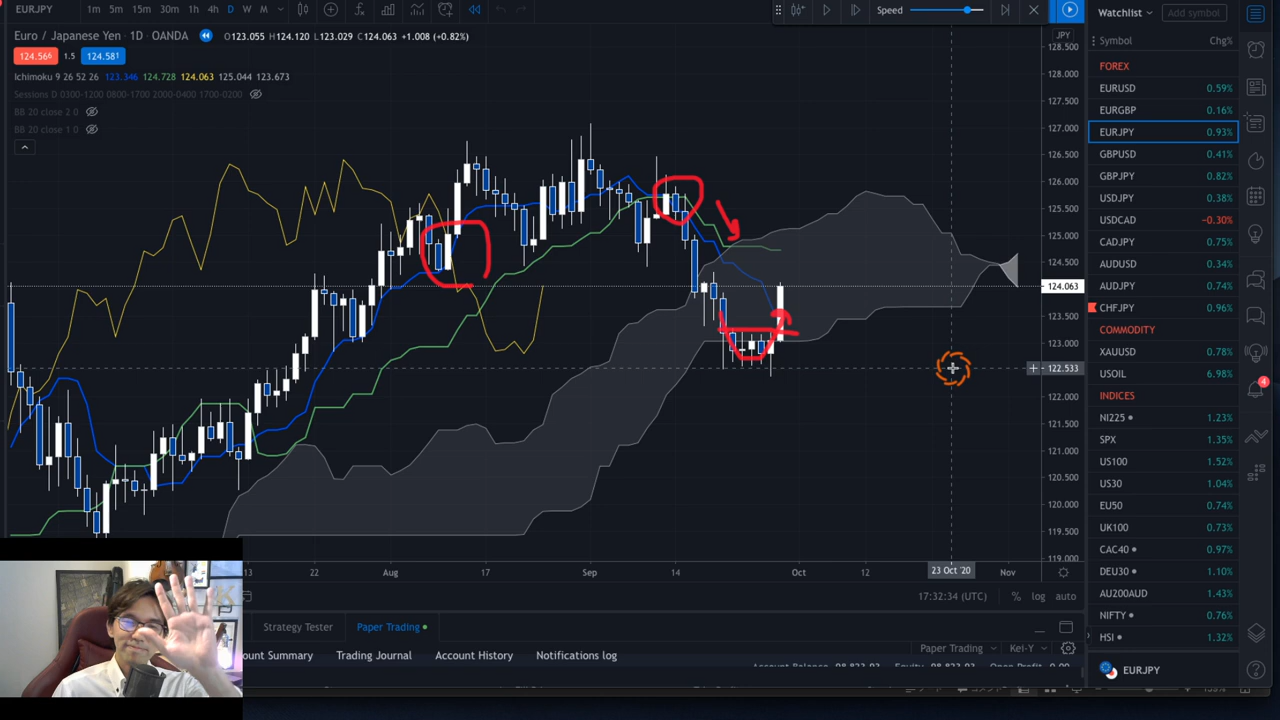 EURJPY 1m 5m 15m 30m 1h 4h D W M Speed
Watchlist Add symbol
Euro / Japanese Yen · 1D · OANDA O123.055 H124.120 L123.029 C124.063 +1.008 (+0.82%) JPY
Symbol Chg%
124.566 1.5 124.581
Ichimoku 9 26 52 26 123.346 124.728 124.063 125.044 123.673
Sessions D 0300-1200 0800-1700 2000-0400 1700-0200
BB 20 close 2 0
BB 20 close 1 0
128.500
128.000
127.500
127.000
126.500
126.000
125.500
125.000
124.500
124.063
123.500
123.000
122.533
122.000
121.500
121.000
120.500
120.000
119.500
119.000
FOREX
EURUSD 0.59%
EURGBP 0.16%
EURJPY 0.93%
GBPUSD 0.41%
GBPJPY 0.82%
USDJPY 0.38%
USDCAD −0.30%
CADJPY 0.75%
AUDUSD 0.34%
AUDJPY 0.74%
CHFJPY 0.96%
COMMODITY
XAUUSD 0.78%
USOIL 6.98%
INDICES
NI225 1.23%
SPX 1.35%
US100 1.52%
US30 1.04%
EU50 0.74%
UK100 0.73%
CAC40 0.97%
DEU30 1.10%
AU200AUD 1.43%
NIFTY 0.76%
HSI 1.32%
4
13 22 Aug 17 Sep 14 Oct 12 23 Oct '20 Nov
17:32:34 (UTC) % log auto
Strategy Tester Paper Trading
Paper Trading Kei-Y
ount Summary Trading Journal Account History Notifications log
EURJPY